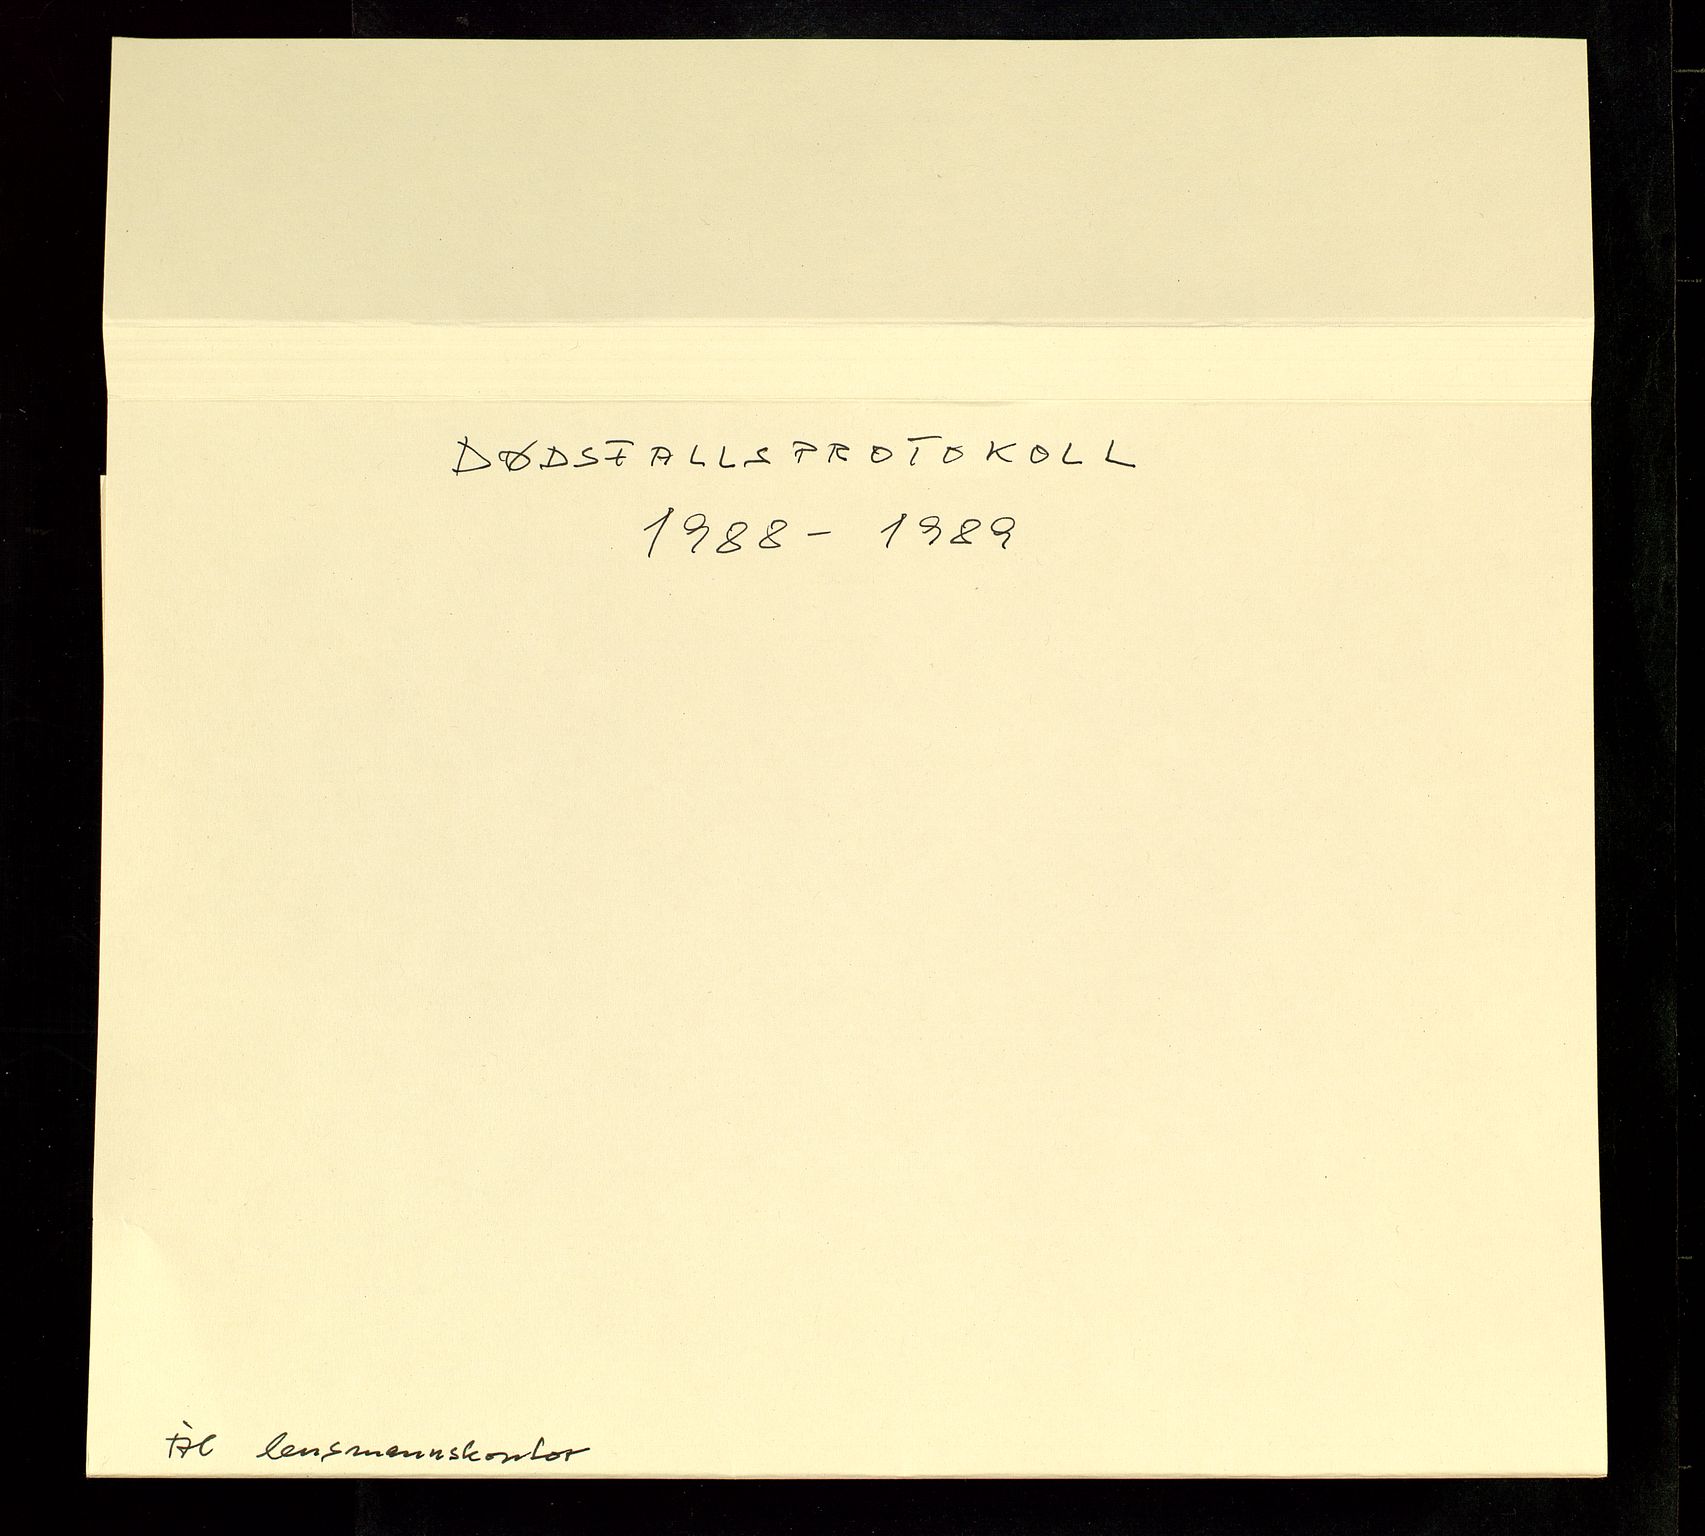 DØDSFALLSPROTOKOLL
1988 - 1989
Ål lensmannskontor